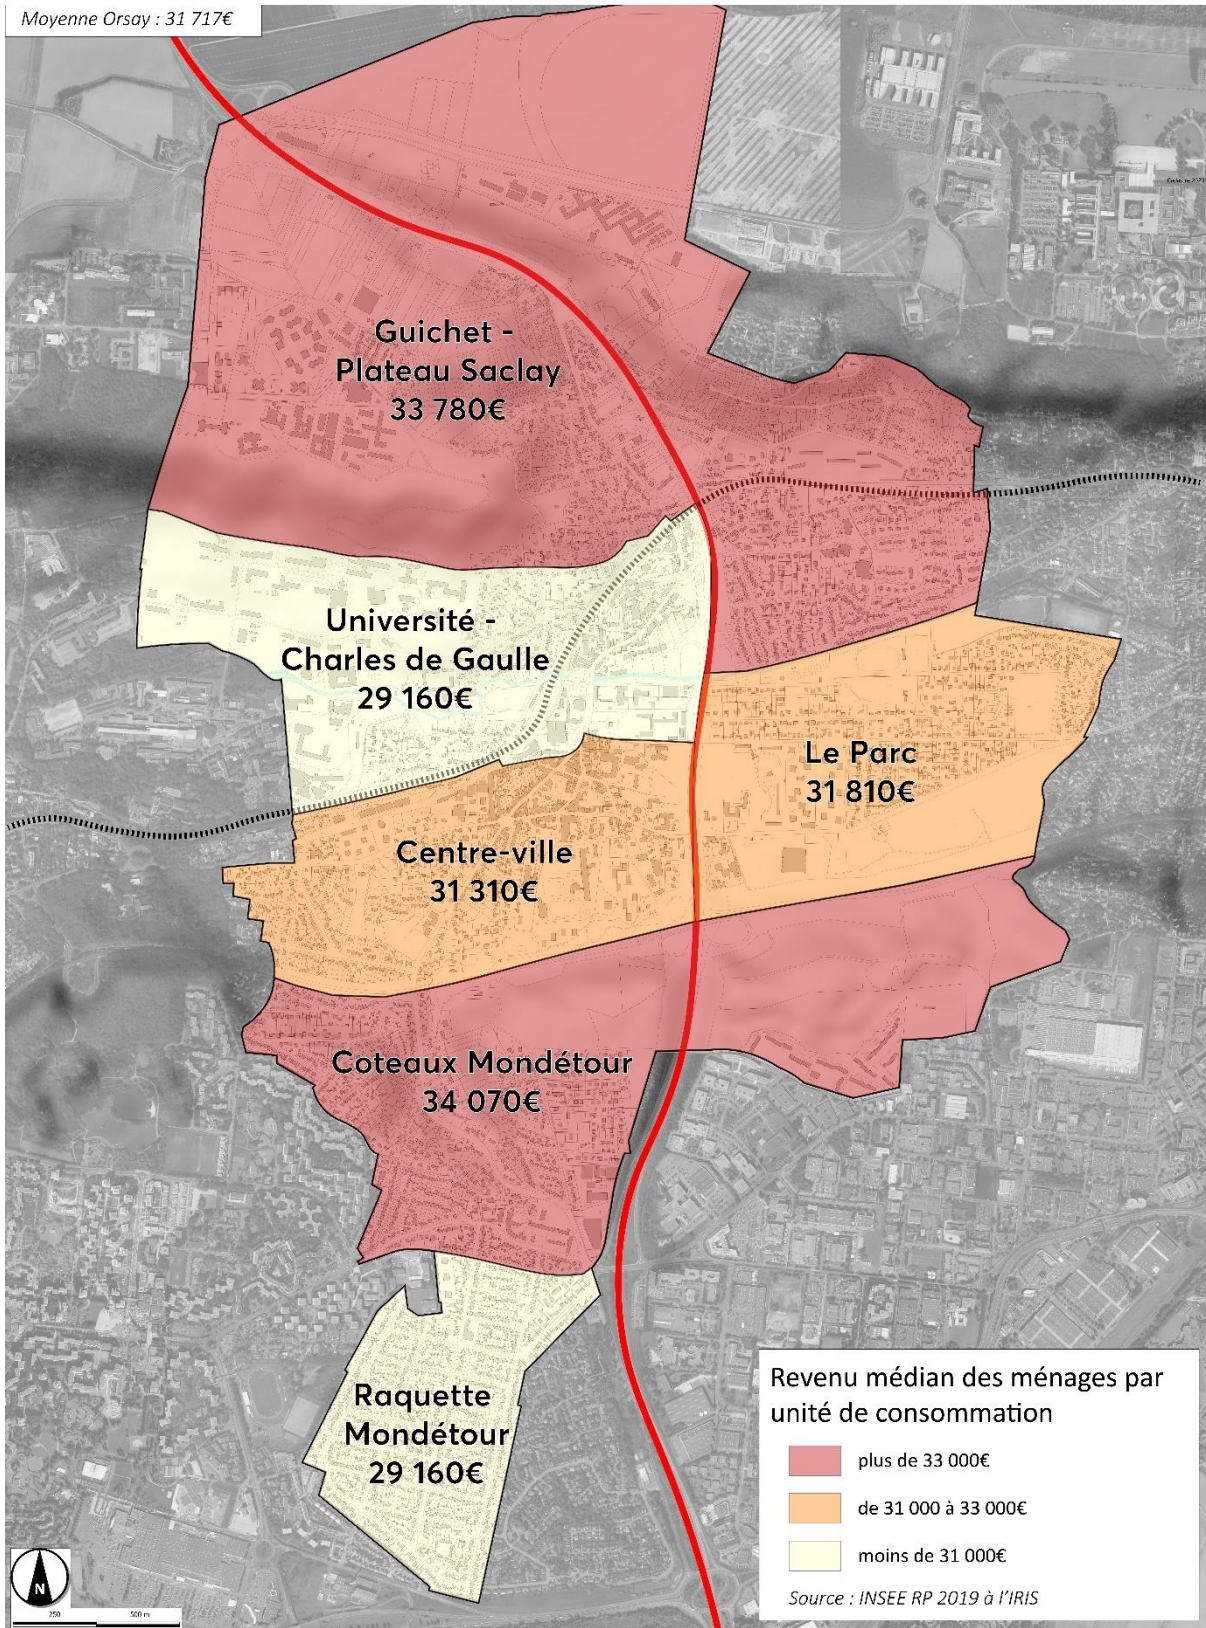 Moyenne Orsay : 31 717€
Guichet -
Plateau Saclay
33 780€
Université -
Charles de Gaulle
29 160€
Le Parc
31 810€
Centre-ville
31 310€
Coteaux Mondétour
34 070€
Raquette
Mondétour
29 160€
Revenu médian des ménages par
unité de consommation
plus de 33 000€
de 31 000 à 33 000€
moins de 31 000€
Source : INSEE RP 2019 à l'IRIS
N
250 500 m